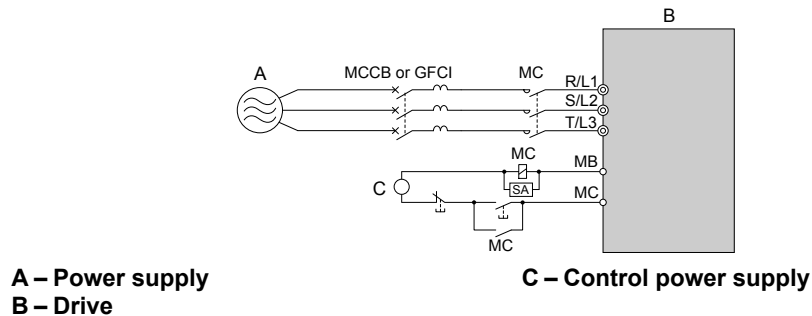 B
A MCCB or GFCI MC R/L1
S/L2
T/L3
MC MB
C SA MC
MC
A – Power supply
B – Drive
C – Control power supply